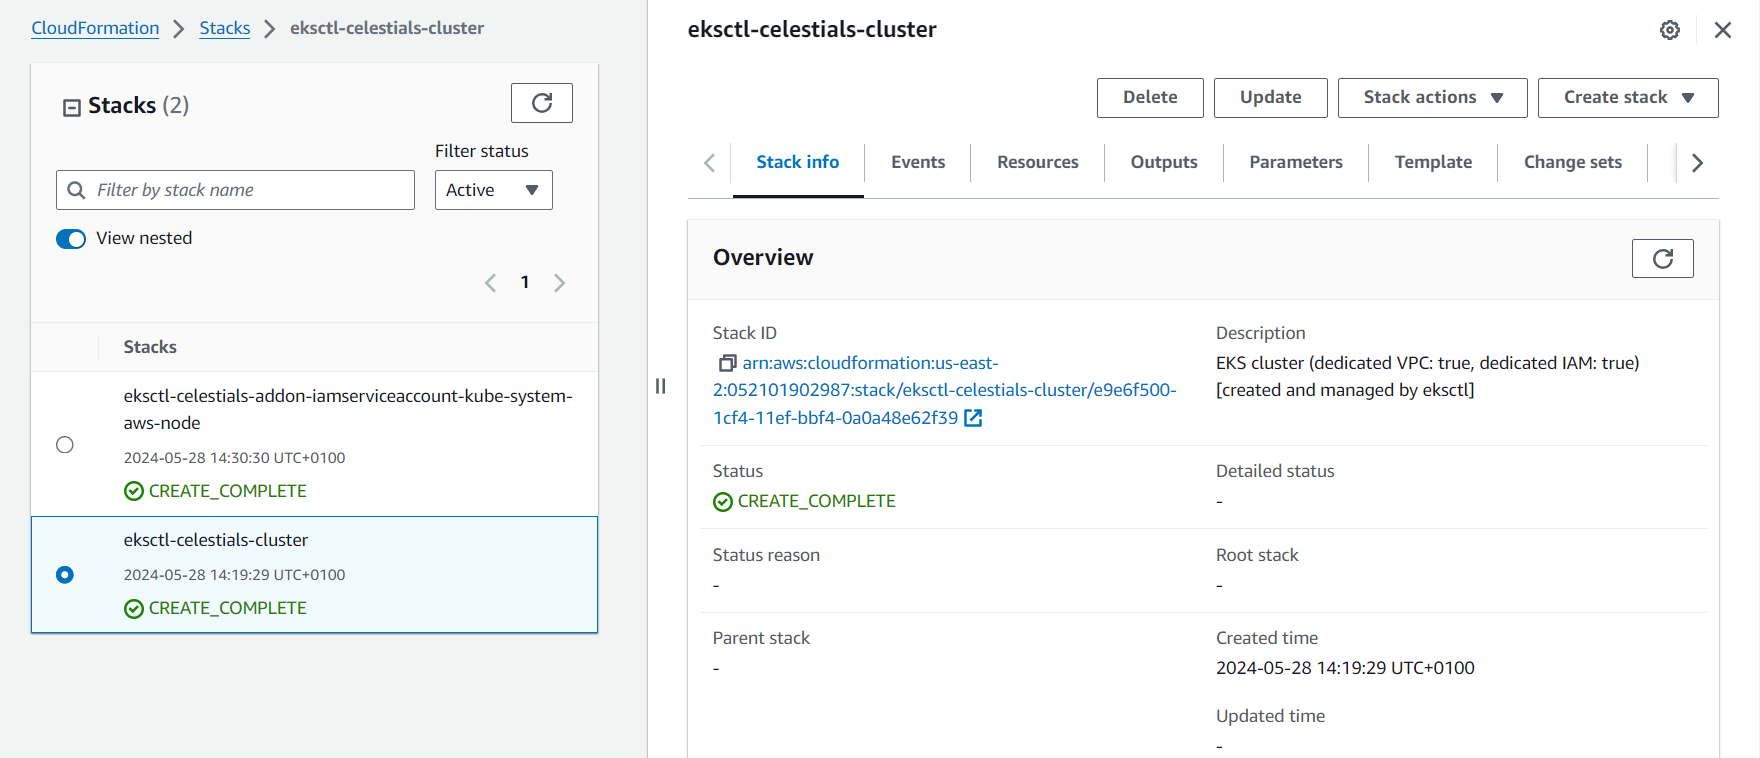 CloudFormation > Stacks > eksctl-celestials-cluster
Stacks (2)
Filter status
Filter by stack name
Active
View nested
1
Stacks
eksctl-celestials-addon-iamserviceaccount-kube-system-
aws-node
2024-05-28 14:30:30 UTC+0100
CREATE_COMPLETE
eksctl-celestials-cluster
2024-05-28 14:19:29 UTC+0100
CREATE_COMPLETE
eksctl-celestials-cluster
Delete Update Stack actions Create stack
Stack info Events Resources Outputs Parameters Template Change sets
Overview
Stack ID
arn:aws:cloudformation:us-east-
2:052101902987:stack/eksctl-celestials-cluster/e9e6f500-
1cf4-11ef-bbf4-0a0a48e62f39
Description
EKS cluster (dedicated VPC: true, dedicated IAM: true)
[created and managed by eksctl]
Status
CREATE_COMPLETE
Detailed status
-
Status reason
-
Root stack
-
Parent stack
-
Created time
2024-05-28 14:19:29 UTC+0100
Updated time
-